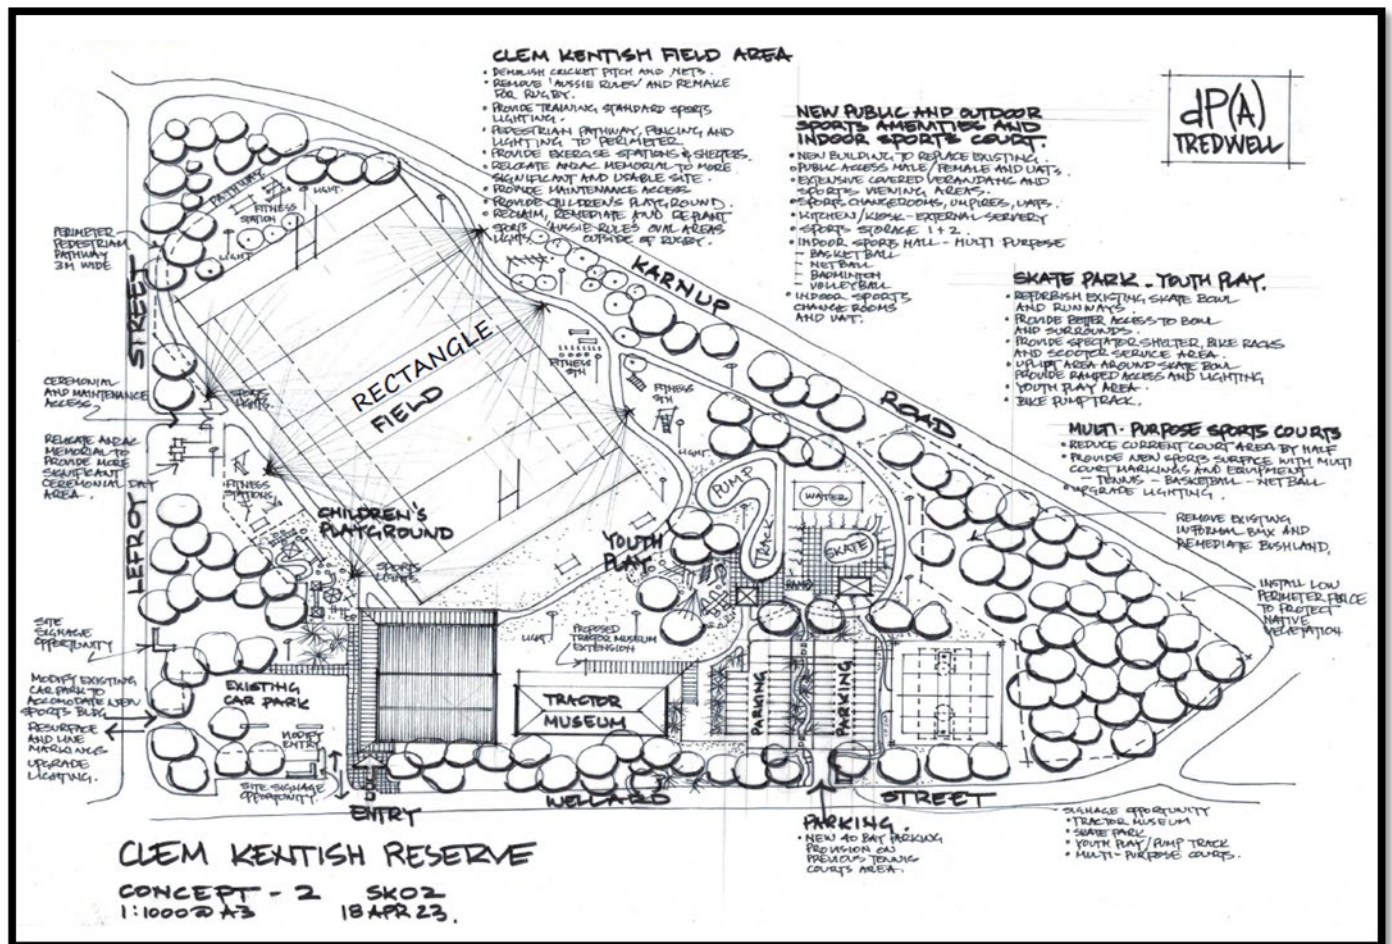 CLEM KENTISH FIELD AREA
• DEMOLISH CRICKET PITCH AND NETS.
• REMOVE 'AUSSIE RULES' AND REMAKE
FOR RUGBY.
• PROVIDE TRAINING STANDARD SPORTS
LIGHTING.
• PEDESTRIAN PATHWAY, FENCING AND
LIGHTING TO PERIMETER.
• PROVIDE EXERCISE STATIONS & SHELTERS.
• RELOCATE ANZAC MEMORIAL TO MORE
SIGNIFICANT AND USABLE SITE.
• PROVIDE MAINTENANCE ACCESS
• PROVIDE CHILDREN'S PLAYGROUND.
• RECLAIM, REMEDIATE AND REPLANT
'AUSSIE RULES' OVAL AREAS
OUTSIDE OF RUGBY.
SPORTS
LIGHTS
NEW PUBLIC AND OUTDOOR
SPORTS AMENITIES AND
INDOOR SPORTS COURT.
• NEW BUILDING TO REPLACE EXISTING.
• PUBLIC ACCESS MALE/FEMALE AND UATS.
• EXTENSIVE COVERED VERANDAHS AND
SPORTS VIEWING AREAS.
• SPORTS CHANGEROOMS, UMPIRES, UATS.
• KITCHEN/KIOSK - EXTERNAL SERVERY
• SPORTS STORAGE 1 + 2.
• INDOOR SPORTS HALL - MULTI PURPOSE
- BASKETBALL
- NETBALL
- BADMINTON
- VOLLEYBALL
• INDOOR SPORTS
CHANGE ROOMS
AND UAT.
dP(A)
TREDWELL
SKATE PARK - YOUTH PLAY.
• REFURBISH EXISTING SKATE BOWL
AND RUNWAYS.
• PROVIDE BETTER ACCESS TO BOWL
AND SURROUNDS.
• PROVIDE SPECTATOR SHELTER, BIKE RACKS
AND SCOOTER SERVICE AREA.
• UPLIFT AREA AROUND SKATE BOWL
PROVIDE RAMPED ACCESS AND LIGHTING
• YOUTH PLAY AREA.
• BIKE PUMP TRACK.
MULTI-PURPOSE SPORTS COURTS
• REDUCE CURRENT COURT AREA BY HALF
• PROVIDE NEW SPORTS SURFACE WITH MULTI
COURT MARKINGS AND EQUIPMENT
- TENNIS - BASKETBALL - NETBALL
• UPGRADE LIGHTING.
REMOVE EXISTING
INFORMAL BMX AND
REMEDIATE BUSHLAND.
INSTALL LOW
PERIMETER FENCE
TO PROTECT
NATIVE
VEGETATION
PERIMETER
PEDESTRIAN
PATHWAY
3M WIDE
PATHWAY
LIGHT.
FITNESS
STATION
LIGHT
STREET
KARNUP
ROAD.
RECTANGLE
FIELD
FITNESS
STN
FITNESS
STN
LIGHT.
CEREMONIAL
AND MAINTENANCE
ACCESS.
SPORTS
LIGHTS.
RELOCATE ANZAC
MEMORIAL TO
PROVIDE MORE
SIGNIFICANT
CEREMONIAL DAY
AREA.
FITNESS
STATIONS
LEFROY
CHILDREN'S
PLAYGROUND
SPORTS
LIGHTS.
YOUTH
PLAY
PUMP
TRACK
WATER
SKATE
RAMP
SITE
SIGNAGE
OPPORTUNITY
LIGHT
PROPOSED
TRACTOR MUSEUM
EXTENSION
MODIFY EXISTING
CAR PARK TO
ACCOMODATE NEW
SPORTS BLDG
RESURFACE
AND LINE
MARKINGS
UPGRADE
LIGHTING.
EXISTING
CAR PARK
MODIFY
ENTRY
SITE SIGNAGE
OPPORTUNITY.
TRACTOR
MUSEUM
PARKING
PARKING
ENTRY
WELLARD
STREET
PARKING.
• NEW 40 BAY PARKING
PROVISION ON
PREVIOUS TENNIS
COURTS AREA.
SIGNAGE OPPORTUNITY
• TRACTOR MUSEUM
• SKATE PARK
• YOUTH PLAY/PUMP TRACK
• MULTI-PURPOSE COURTS.
CLEM KENTISH RESERVE
CONCEPT - 2 SK02
1:1000 @ A3 18 APR 23.